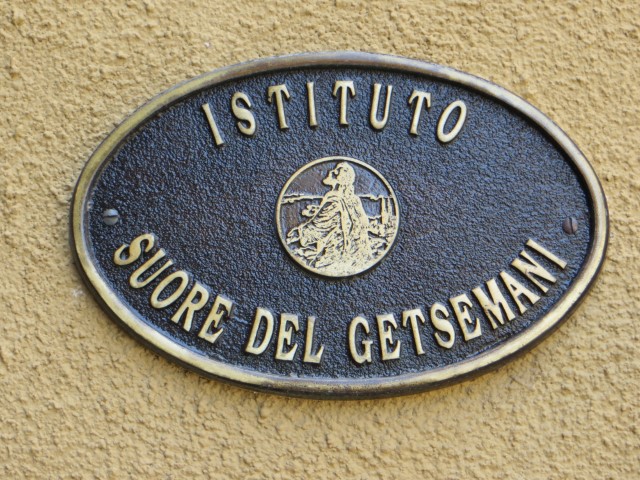 ISTITUTO
SUORE DEL GETSEMANI